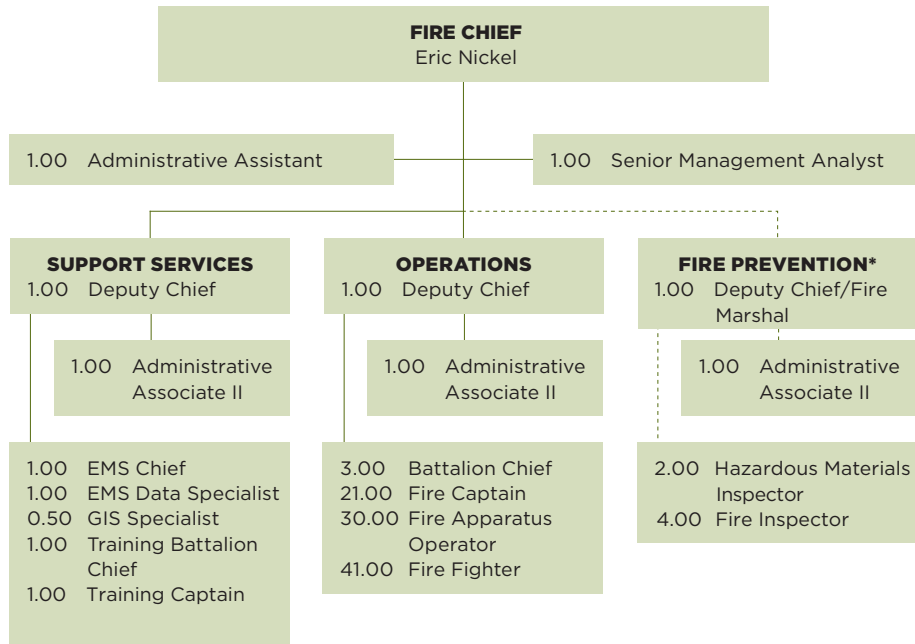 FIRE CHIEF
Eric Nickel
1.00 Administrative Assistant
1.00 Senior Management Analyst
SUPPORT SERVICES
1.00 Deputy Chief
1.00 Administrative
Associate II
1.00 EMS Chief
1.00 EMS Data Specialist
0.50 GIS Specialist
1.00 Training Battalion
Chief
1.00 Training Captain
OPERATIONS
1.00 Deputy Chief
1.00 Administrative
Associate II
3.00 Battalion Chief
21.00 Fire Captain
30.00 Fire Apparatus
Operator
41.00 Fire Fighter
FIRE PREVENTION*
1.00 Deputy Chief/Fire
Marshal
1.00 Administrative
Associate II
2.00 Hazardous Materials
Inspector
4.00 Fire Inspector